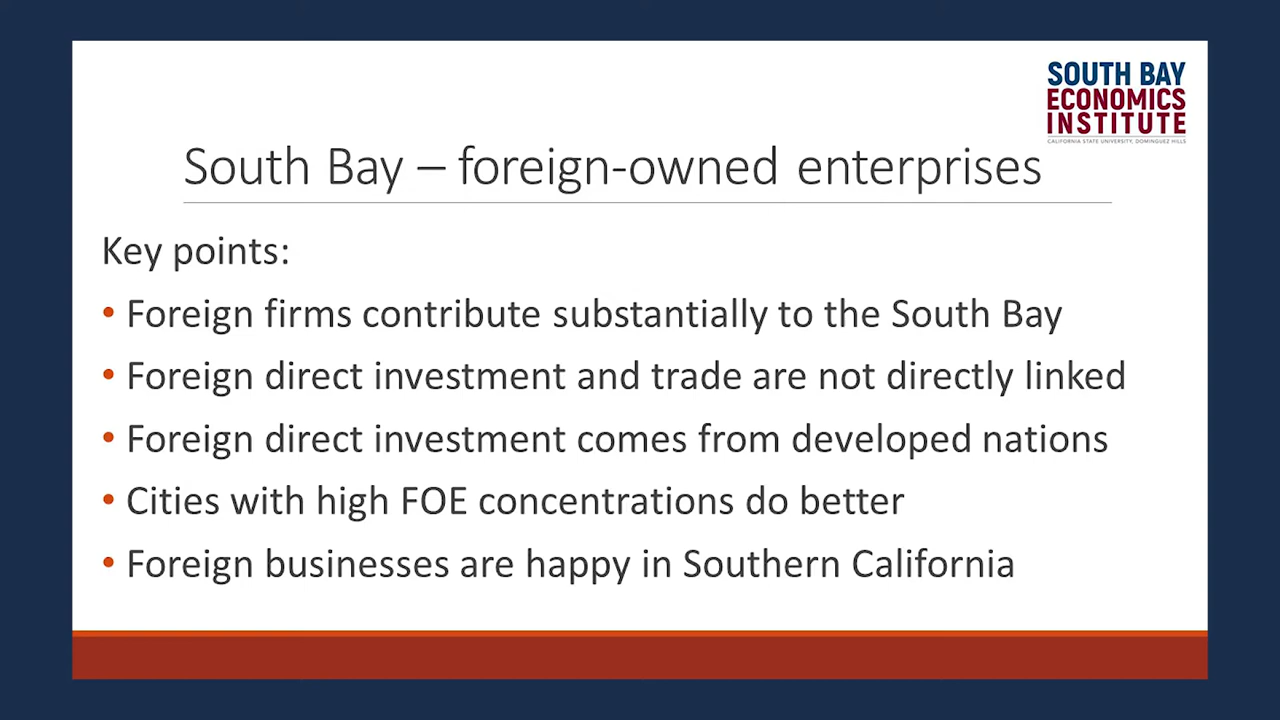 SOUTH BAY
ECONOMICS
INSTITUTE
CALIFORNIA STATE UNIVERSITY, DOMINGUEZ HILLS
South Bay – foreign-owned enterprises
Key points:
• Foreign firms contribute substantially to the South Bay
• Foreign direct investment and trade are not directly linked
• Foreign direct investment comes from developed nations
• Cities with high FOE concentrations do better
• Foreign businesses are happy in Southern California